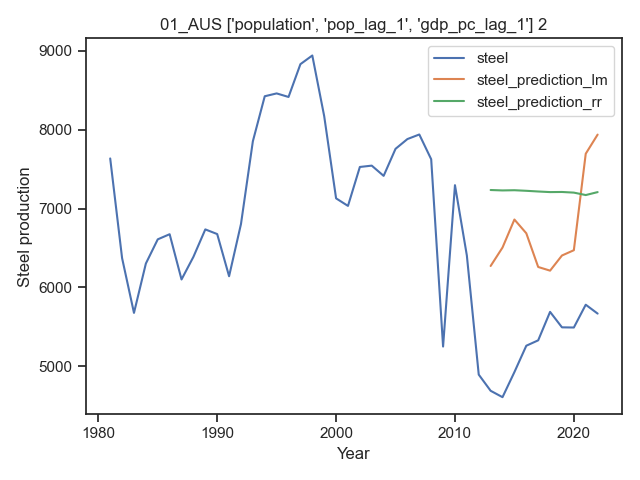 01_AUS ['population', 'pop_lag_1', 'gdp_pc_lag_1'] 2
steel
steel_prediction_lm
steel_prediction_rr
Steel production
9000
8000
7000
6000
5000
1980
1990
2000
2010
2020
Year